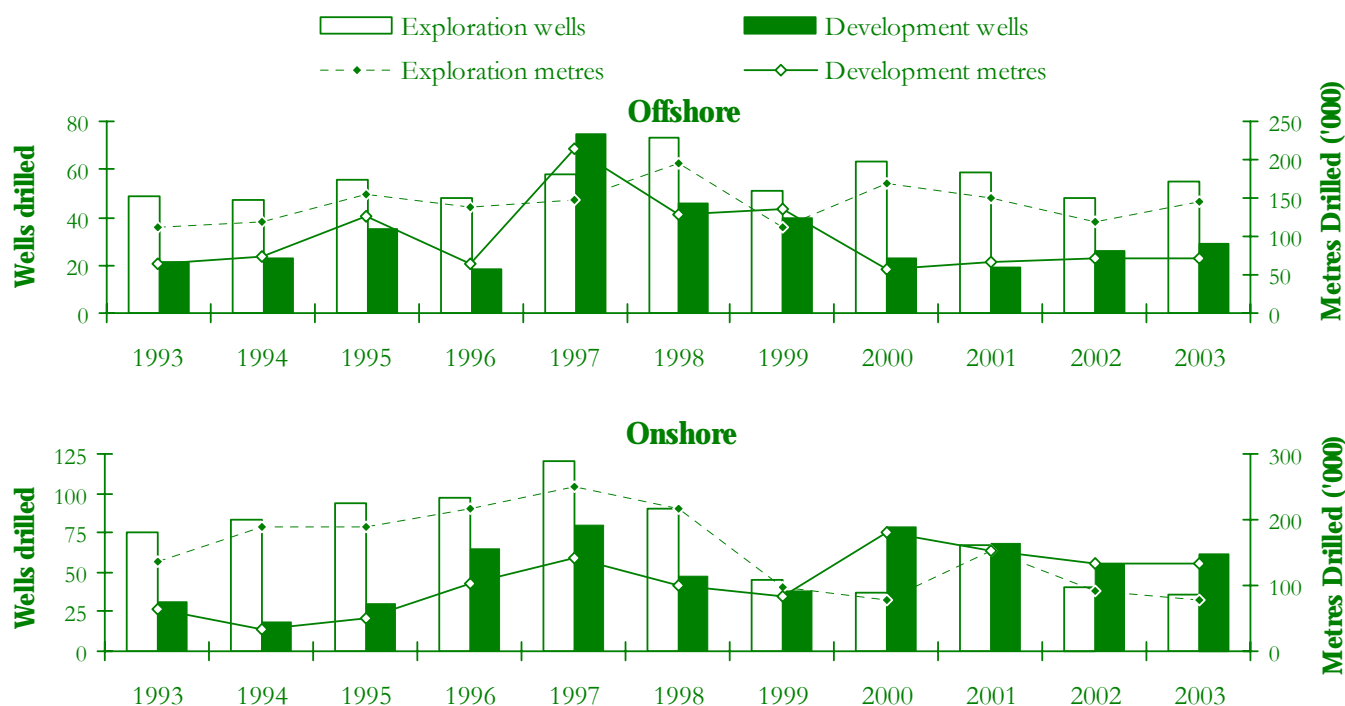 Exploration wells
Development wells
Exploration metres
Development metres
Offshore
Wells drilled
Metres Drilled ('000)
80
60
40
20
0
250
200
150
100
50
0
1993 1994 1995 1996 1997 1998 1999 2000 2001 2002 2003
Onshore
Wells drilled
Metres Drilled ('000)
125
100
75
50
25
0
300
200
100
0
1993 1994 1995 1996 1997 1998 1999 2000 2001 2002 2003